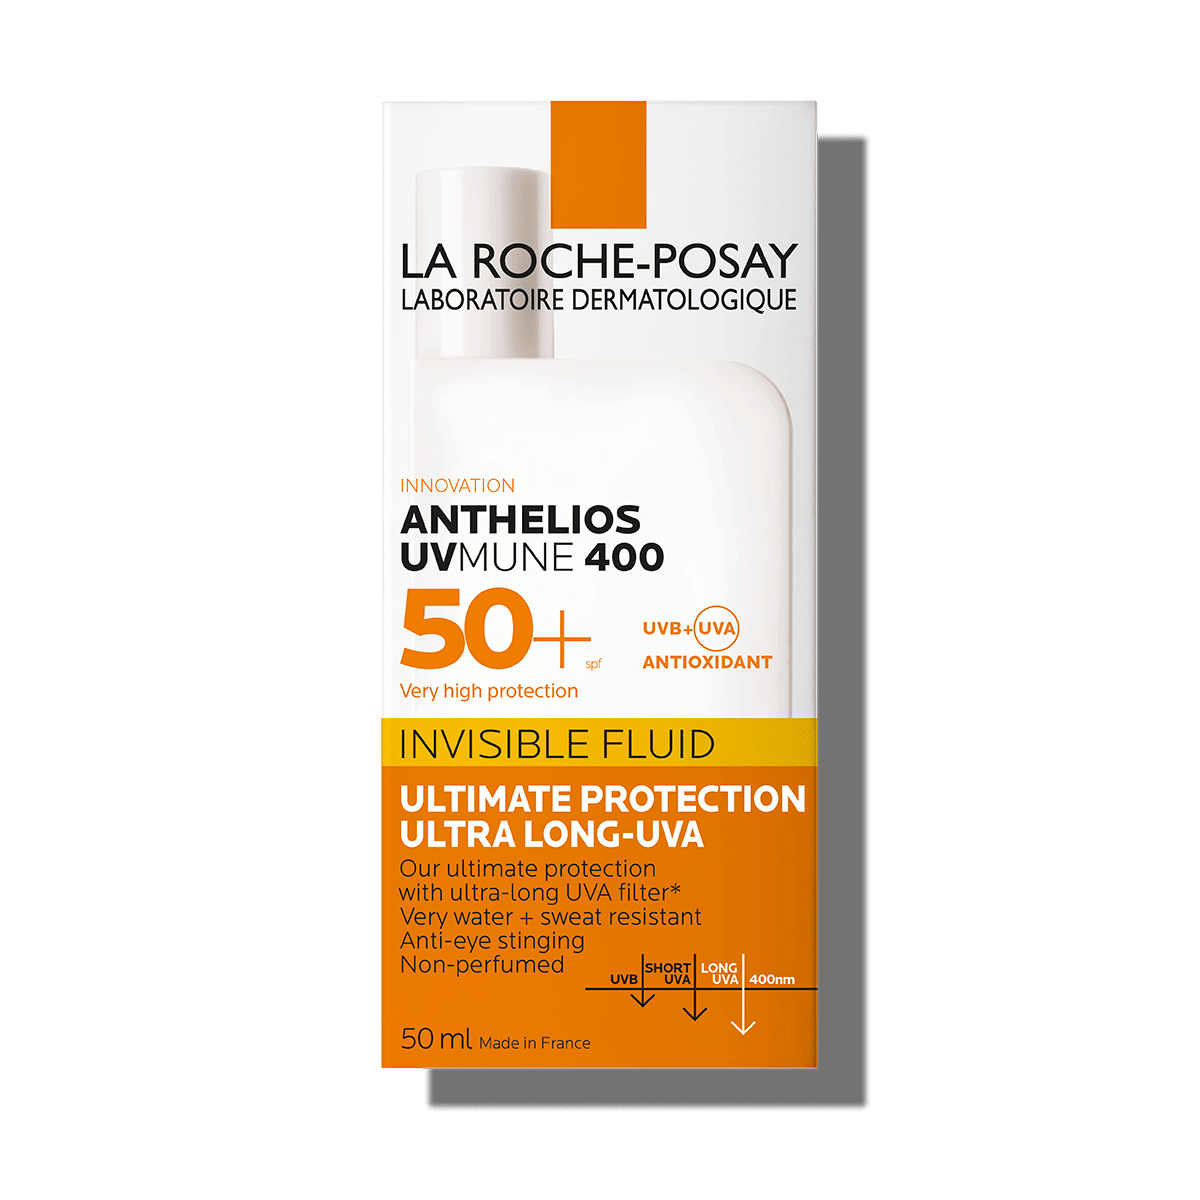 LA ROCHE-POSAY
LABORATOIRE DERMATOLOGIQUE
INNOVATION
ANTHELIOS
UVMUNE 400
50+ spf
UVB+UVA
ANTIOXIDANT
Very high protection
INVISIBLE FLUID
ULTIMATE PROTECTION
ULTRA LONG-UVA
Our ultimate protection
with ultra-long UVA filter*
Very water + sweat resistant
Anti-eye stinging
Non-perfumed
UVB
SHORT
UVA
LONG
UVA
400nm
50 ml Made in France